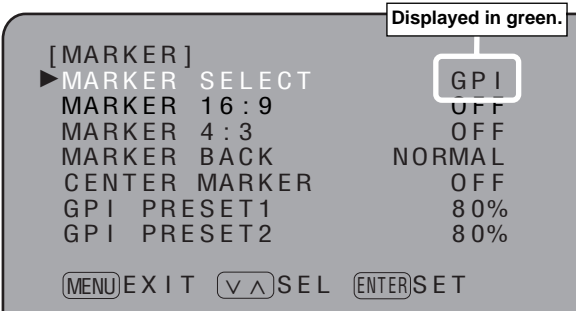 Displayed in green.
[MARKER]
▶MARKER SELECT GPI
MARKER 16:9 OFF
MARKER 4:3 OFF
MARKER BACK NORMAL
CENTER MARKER OFF
GPI PRESET1 80%
GPI PRESET2 80%
MENU EXIT ∨∧ SEL ENTER SET